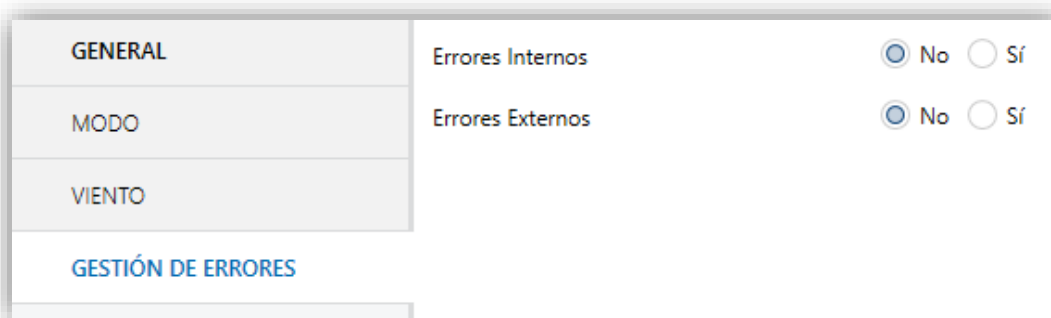 GENERAL
Errores Internos No Sí
MODO
Errores Externos No Sí
VIENTO
GESTIÓN DE ERRORES